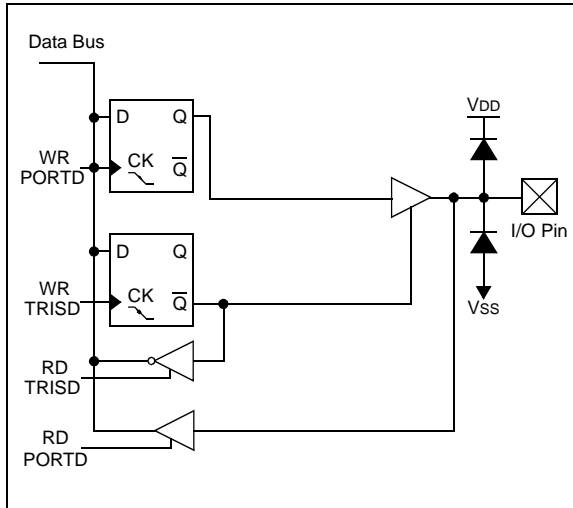 Data Bus
D Q
WR
PORTD
CK Q
VDD
I/O Pin
D Q
WR
TRISD
CK Q
VSS
RD
TRISD
RD
PORTD